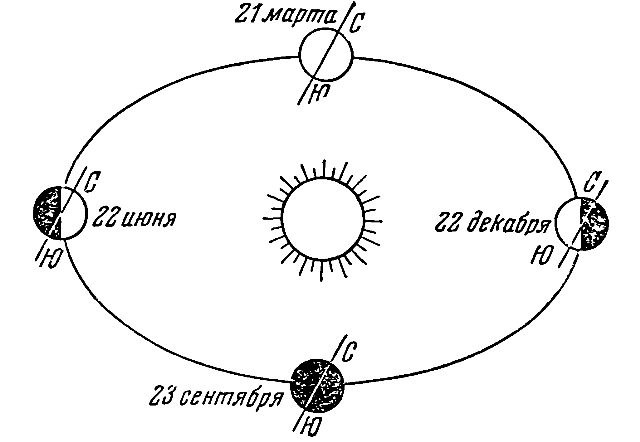 21 марта
С
Ю
С
22 июня
Ю
С
22 декабря
Ю
С
23 сентября
Ю